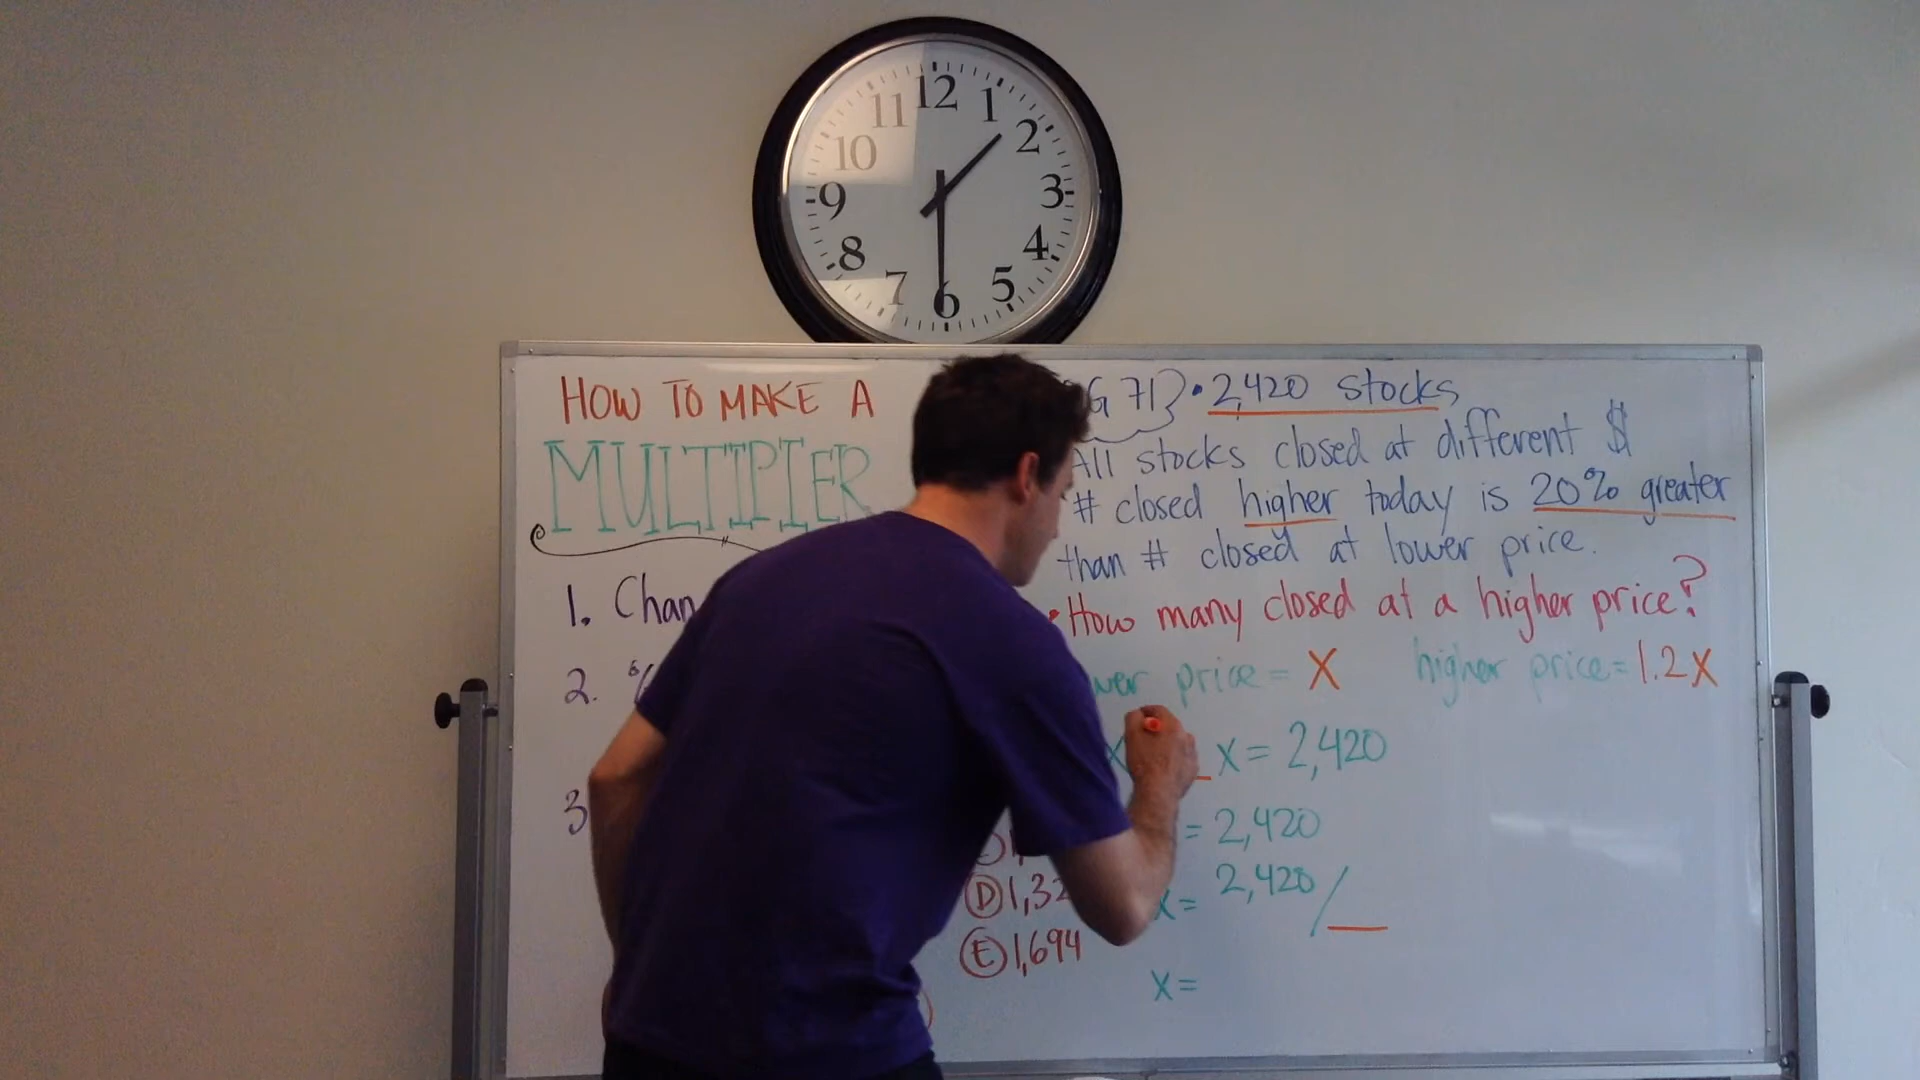 12
11 1
10 2
9 3
8 4
7 5
6
HOW TO MAKE A
MULTIPIER
1. Chan
2.
3
G 71} • 2,420 stocks
All stocks closed at different $
# closed higher today is 20% greater
than # closed at lower price.
• How many closed at a higher price?
wer price = X higher price = 1.2X
X _ X = 2,420
= 2,420
X = 2,420 / __
X =
D 1,32
E 1,694